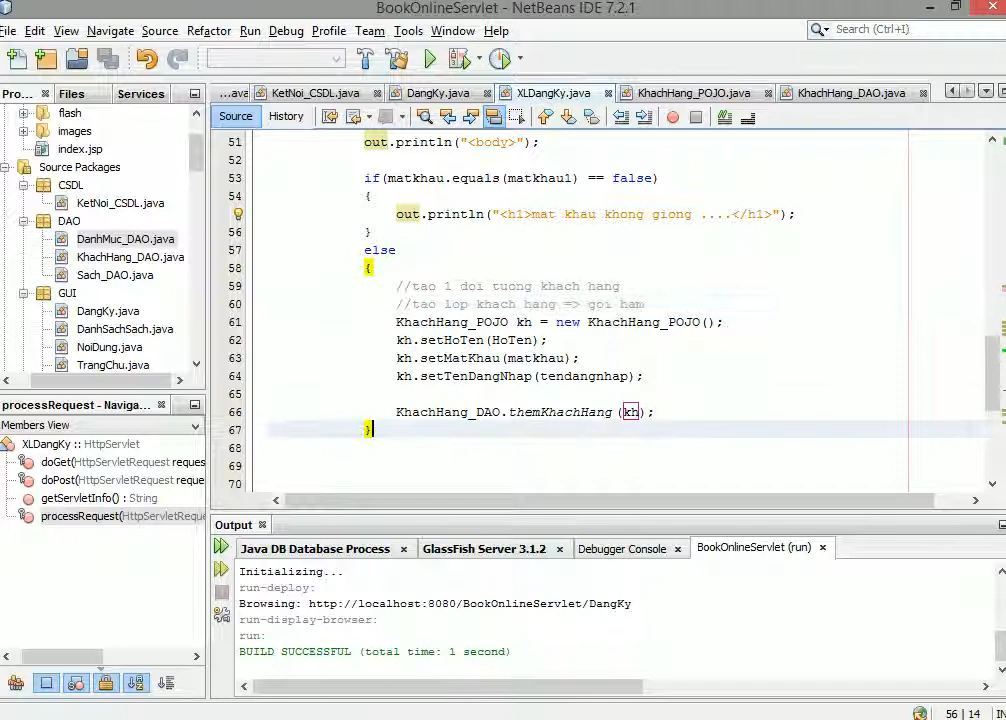 BookOnlineServlet - NetBeans IDE 7.2.1
File Edit View Navigate Source Refactor Run Debug Profile Team Tools Window Help
Search (Ctrl+I)
Pro... Files Services
...ava KetNoi_CSDL.java DangKy.java XLDangKy.java KhachHang_POJO.java KhachHang_DAO.java
Source History
flash
images
index.jsp
Source Packages
CSDL
KetNoi_CSDL.java
DAO
DanhMuc_DAO.java
KhachHang_DAO.java
Sach_DAO.java
GUI
DangKy.java
DanhSachSach.java
NoiDung.java
TrangChu.java
51 out.println("<body>");
52
53 if(matkhau.equals(matkhau1) == false)
54 {
out.println("<h1>mat khau khong giong ....</h1>");
56 }
57 else
58 {
59 //tao 1 doi tuong khach hang
60 //tao lop khach hang => goi ham
61 KhachHang_POJO kh = new KhachHang_POJO();
62 kh.setHoTen(HoTen);
63 kh.setMatKhau(matkhau);
64 kh.setTenDangNhap(tendangnhap);
65
66 KhachHang_DAO.themKhachHang(kh);
67 }
68
69
70
processRequest - Naviga...
Members View
XLDangKy :: HttpServlet
doGet(HttpServletRequest reques
doPost(HttpServletRequest reque
getServletInfo() : String
processRequest(HttpServletReque
Output
Java DB Database Process GlassFish Server 3.1.2 Debugger Console BookOnlineServlet (run)
Initializing...
run-deploy:
Browsing: http://localhost:8080/BookOnlineServlet/DangKy
run-display-browser:
run:
BUILD SUCCESSFUL (total time: 1 second)
56 | 14 IN